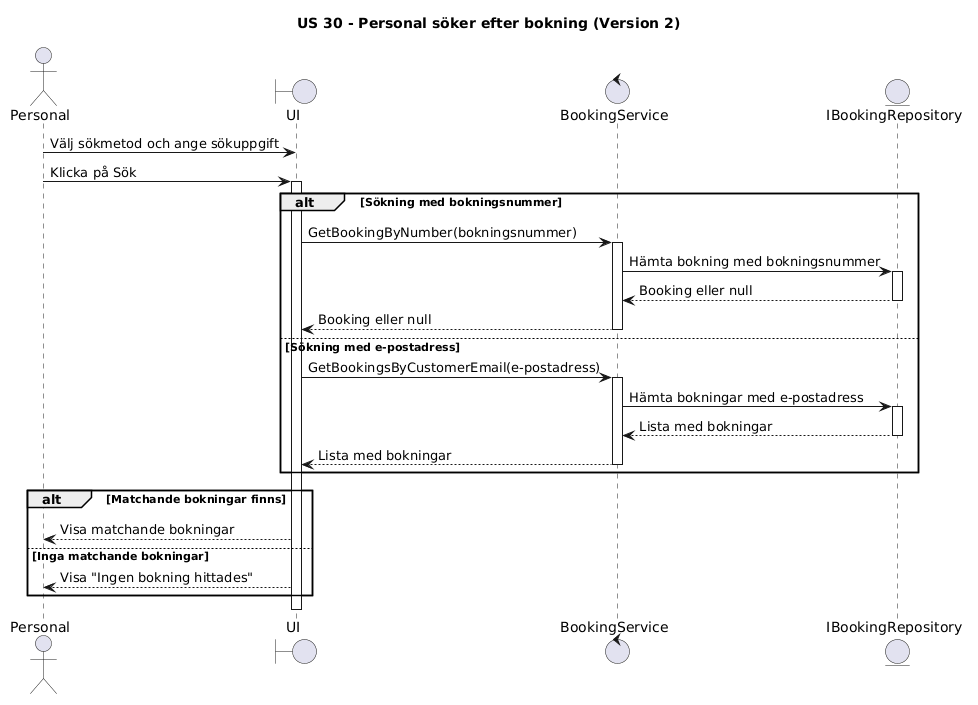 US 30 - Personal söker efter bokning (Version 2)
Personal
UI
BookingService
IBookingRepository
Välj sökmetod och ange sökuppgift
Klicka på Sök
alt
[Sökning med bokningsnummer]
GetBookingByNumber(bokningsnummer)
Hämta bokning med bokningsnummer
Booking eller null
Booking eller null
[Sökning med e-postadress]
GetBookingsByCustomerEmail(e-postadress)
Hämta bokningar med e-postadress
Lista med bokningar
Lista med bokningar
alt
[Matchande bokningar finns]
Visa matchande bokningar
[Inga matchande bokningar]
Visa "Ingen bokning hittades"
Personal
UI
BookingService
IBookingRepository